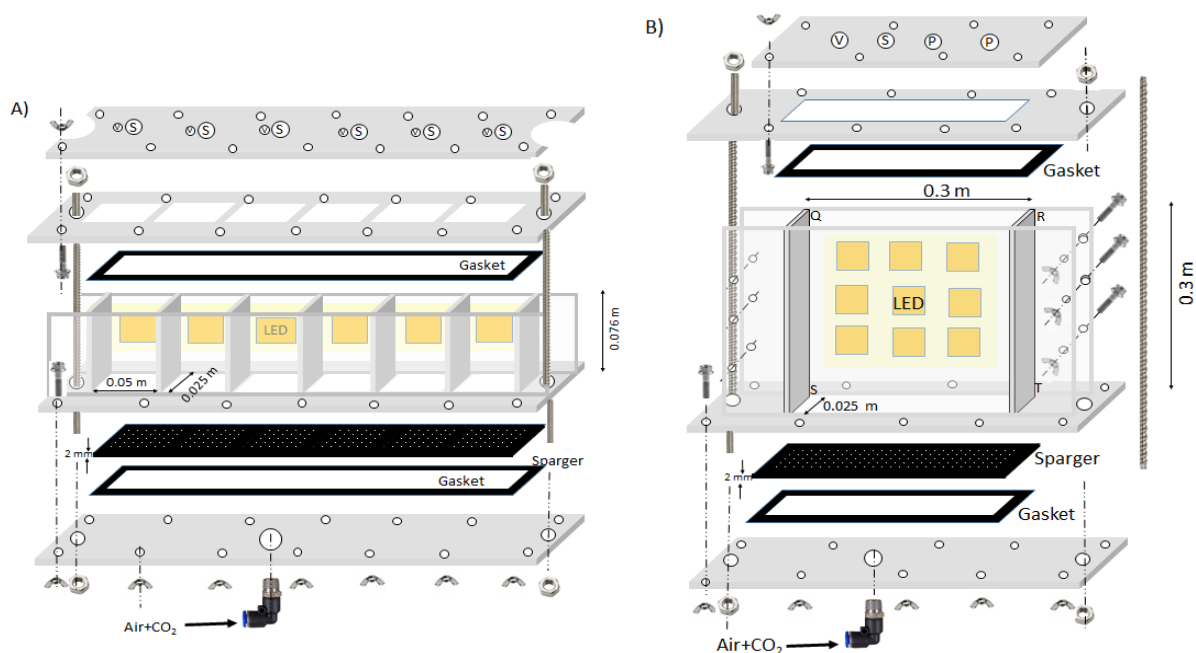 A)
V S V S V S V S V S V S
Gasket
LED
0.076 m
0.05 m
0.025 m
2 mm
Sparger
Gasket
Air+CO2
B)
V S P P
Gasket
0.3 m
Q R
LED
0.3 m
S T
0.025 m
Sparger
2 mm
Gasket
Air+CO2